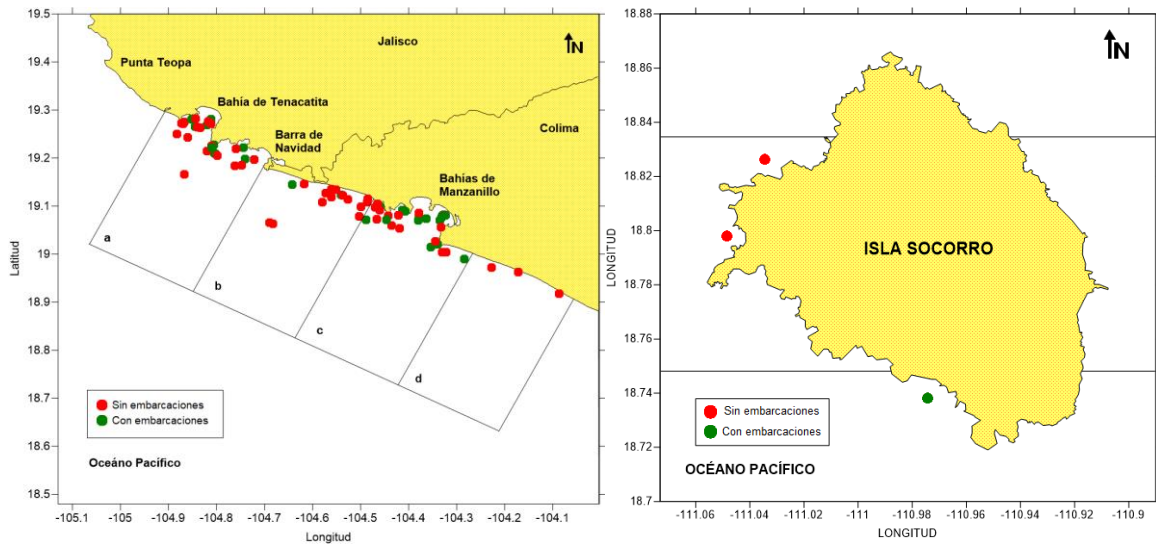 19.5
19.4
19.3
19.2
19.1
19
18.9
18.8
18.7
18.6
18.5
Latitud
Jalisco
N
Punta Teopa
Bahía de Tenacatita
Barra de
Navidad
Colima
Bahías de
Manzanillo
a
b
c
d
Sin embarcaciones
Con embarcaciones
Oceáno Pacífico
-105.1
-105
-104.9
-104.8
-104.7
-104.6
-104.5
-104.4
-104.3
-104.2
-104.1
Longitud
18.88
18.86
18.84
18.82
18.8
18.78
18.76
18.74
18.72
18.7
LONGITUD
N
ISLA SOCORRO
Sin embarcaciones
Con embarcaciones
OCÉANO PACÍFICO
-111.06
-111.04
-111.02
-111
-110.98
-110.96
-110.94
-110.92
-110.9
LONGITUD